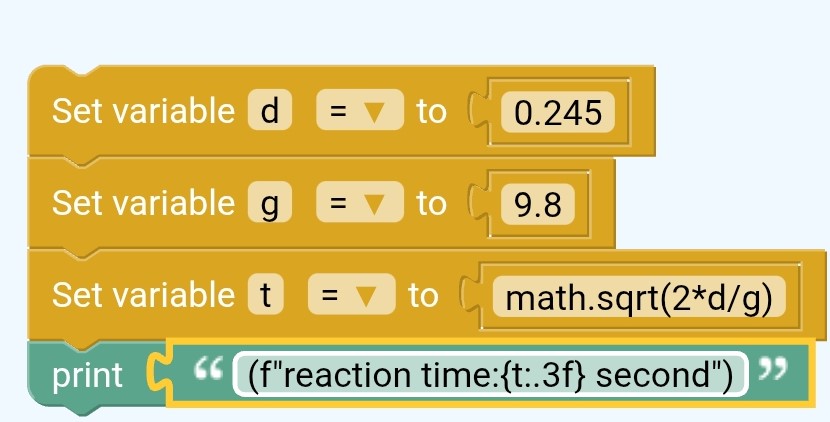 Set variable d = ▼ to 0.245
Set variable g = ▼ to 9.8
Set variable t = ▼ to math.sqrt(2*d/g)
print “ (f"reaction time:{t:.3f} second") ”